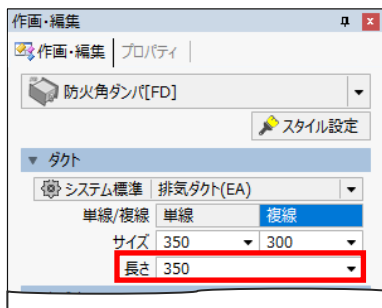 作画・編集
作画・編集 プロパティ
防火角ダンパ[FD]
スタイル設定
ダクト
システム標準 排気ダクト(EA)
単線/複線 単線 複線
サイズ 350 300
長さ 350